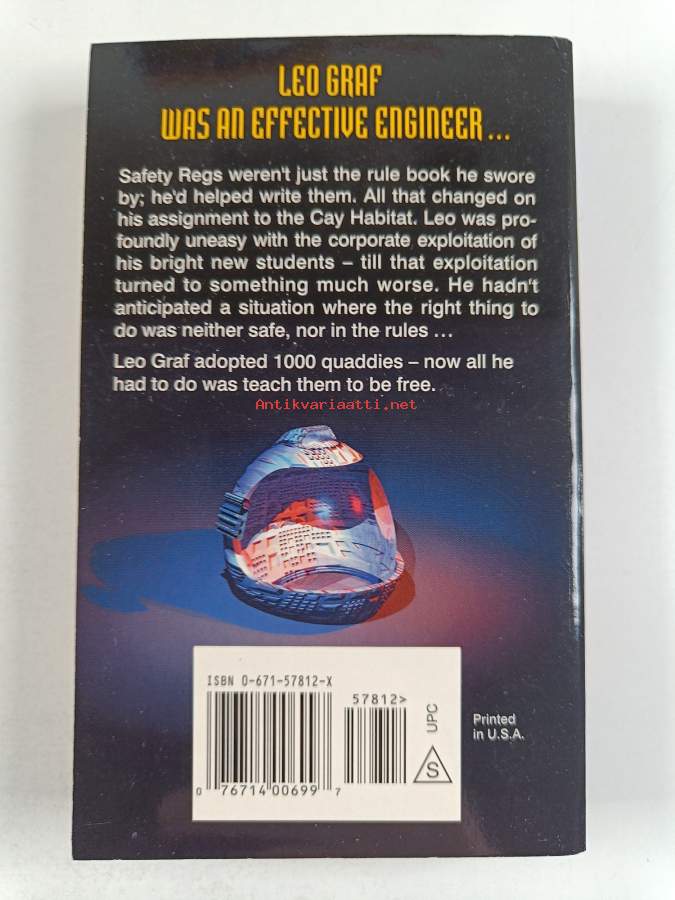 LEO GRAF
WAS AN EFFECTIVE ENGINEER...
Safety Regs weren't just the rule book he swore
by; he'd helped write them. All that changed on
his assignment to the Cay Habitat. Leo was pro-
foundly uneasy with the corporate exploitation of
his bright new students – till that exploitation
turned to something much worse. He hadn't
anticipated a situation where the right thing to
do was neither safe, nor in the rules ...
Leo Graf adopted 1000 quaddies – now all he
had to do was teach them to be free.
Antikvariaatti.net
ISBN 0-671-57812-X
57812>
UPC
S
Printed
in U.S.A.
0 76714 00699 7